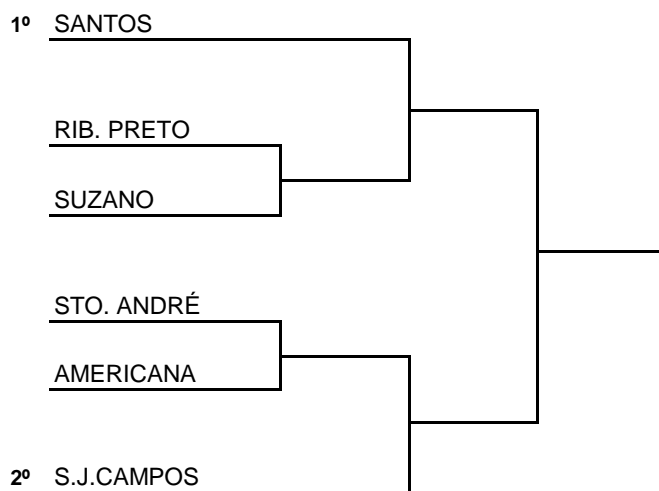 1º SANTOS
RIB. PRETO
SUZANO
STO. ANDRÉ
AMERICANA
2º S.J.CAMPOS